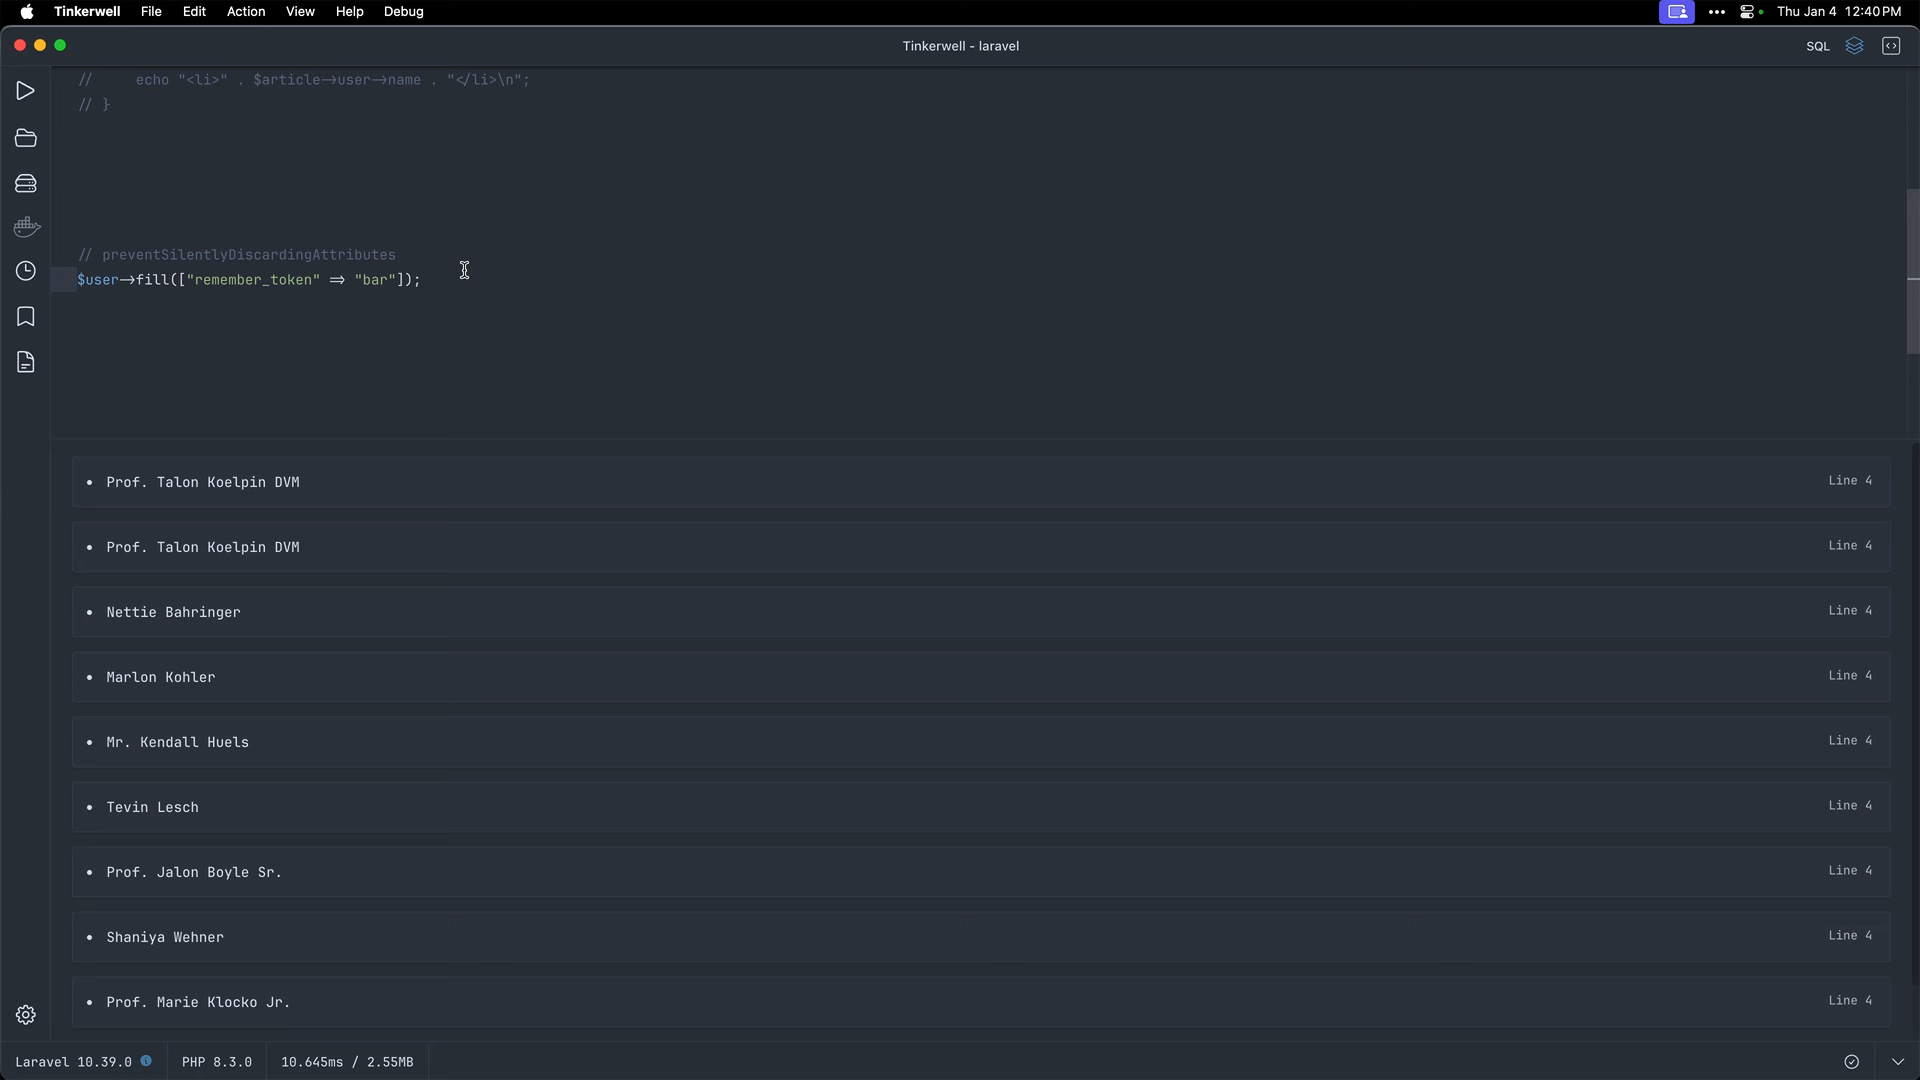 Tinkerwell File Edit Action View Help Debug Thu Jan 4 12:40 PM
Tinkerwell - laravel SQL
// echo "<li>" . $article->user->name . "</li>\n";
// }
// preventSilentlyDiscardingAttributes
$user->fill(["remember_token" => "bar"]);
• Prof. Talon Koelpin DVM Line 4
• Prof. Talon Koelpin DVM Line 4
• Nettie Bahringer Line 4
• Marlon Kohler Line 4
• Mr. Kendall Huels Line 4
• Tevin Lesch Line 4
• Prof. Jalon Boyle Sr. Line 4
• Shaniya Wehner Line 4
• Prof. Marie Klocko Jr. Line 4
Laravel 10.39.0 PHP 8.3.0 10.645ms / 2.55MB